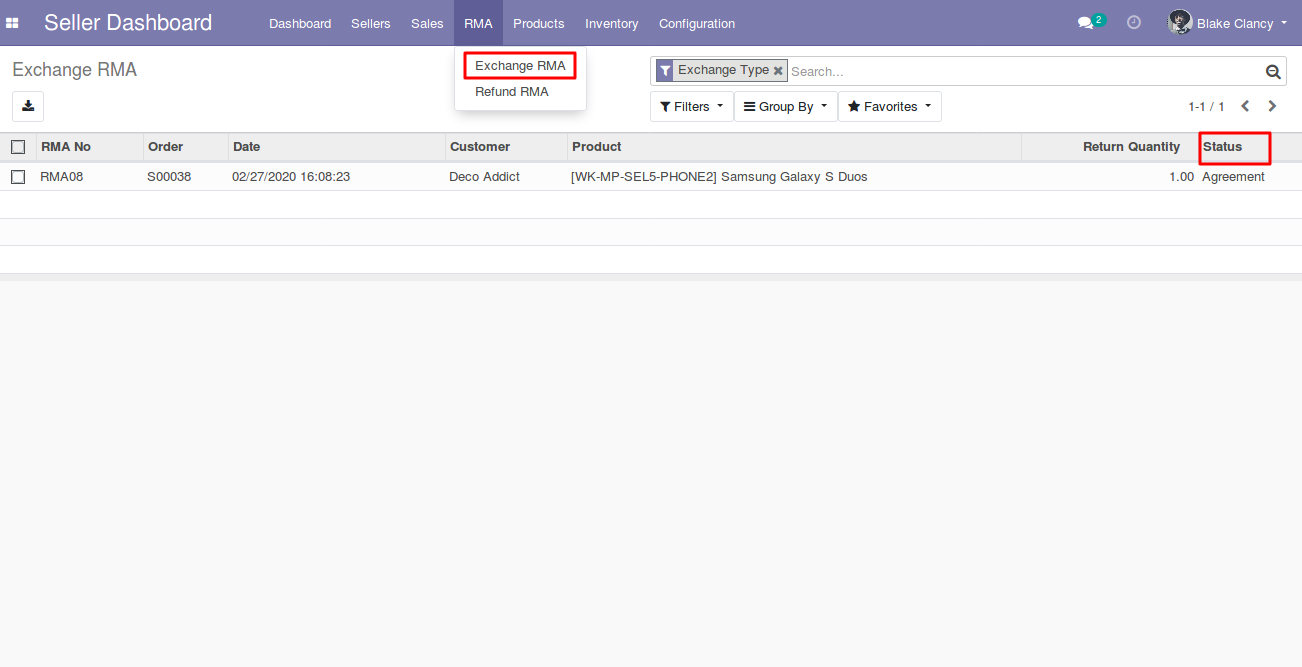 Seller Dashboard Dashboard Sellers Sales RMA Products Inventory Configuration 2 Blake Clancy
Exchange RMA
Exchange RMA
Refund RMA
Exchange Type Search...
Filters Group By Favorites 1-1 / 1
RMA No Order Date Customer Product Return Quantity Status
RMA08 S00038 02/27/2020 16:08:23 Deco Addict [WK-MP-SEL5-PHONE2] Samsung Galaxy S Duos 1.00 Agreement